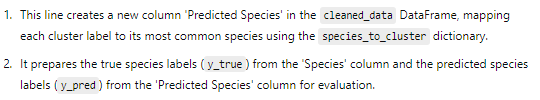 1. This line creates a new column 'Predicted Species' in the cleaned_data DataFrame, mapping
each cluster label to its most common species using the species_to_cluster dictionary.
2. It prepares the true species labels (y_true) from the 'Species' column and the predicted species
labels (y_pred) from the 'Predicted Species' column for evaluation.